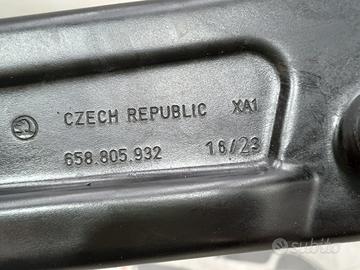 CZECH REPUBLIC XA1
658.805.932 16/23
subito